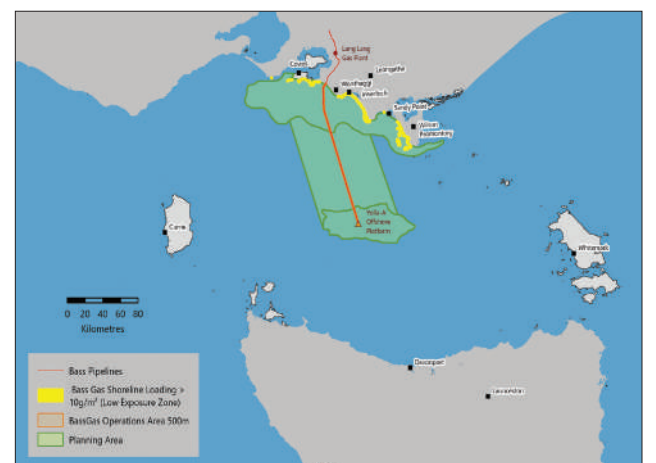 Lang Lang
Gas Plant
Cowes
Leongatha
Wonthaggi
Inverloch
Sandy Point
Wilson
Promontory
Yolla-A
Offshore
Platform
Currie
Whitemark
0 20 40 60 80
Kilometres
Devonport
Launceston
Bass Pipelines
Bass Gas Shoreline Loading >
10g/m² (Low Exposure Zone)
BassGas Operations Area 500m
Planning Area